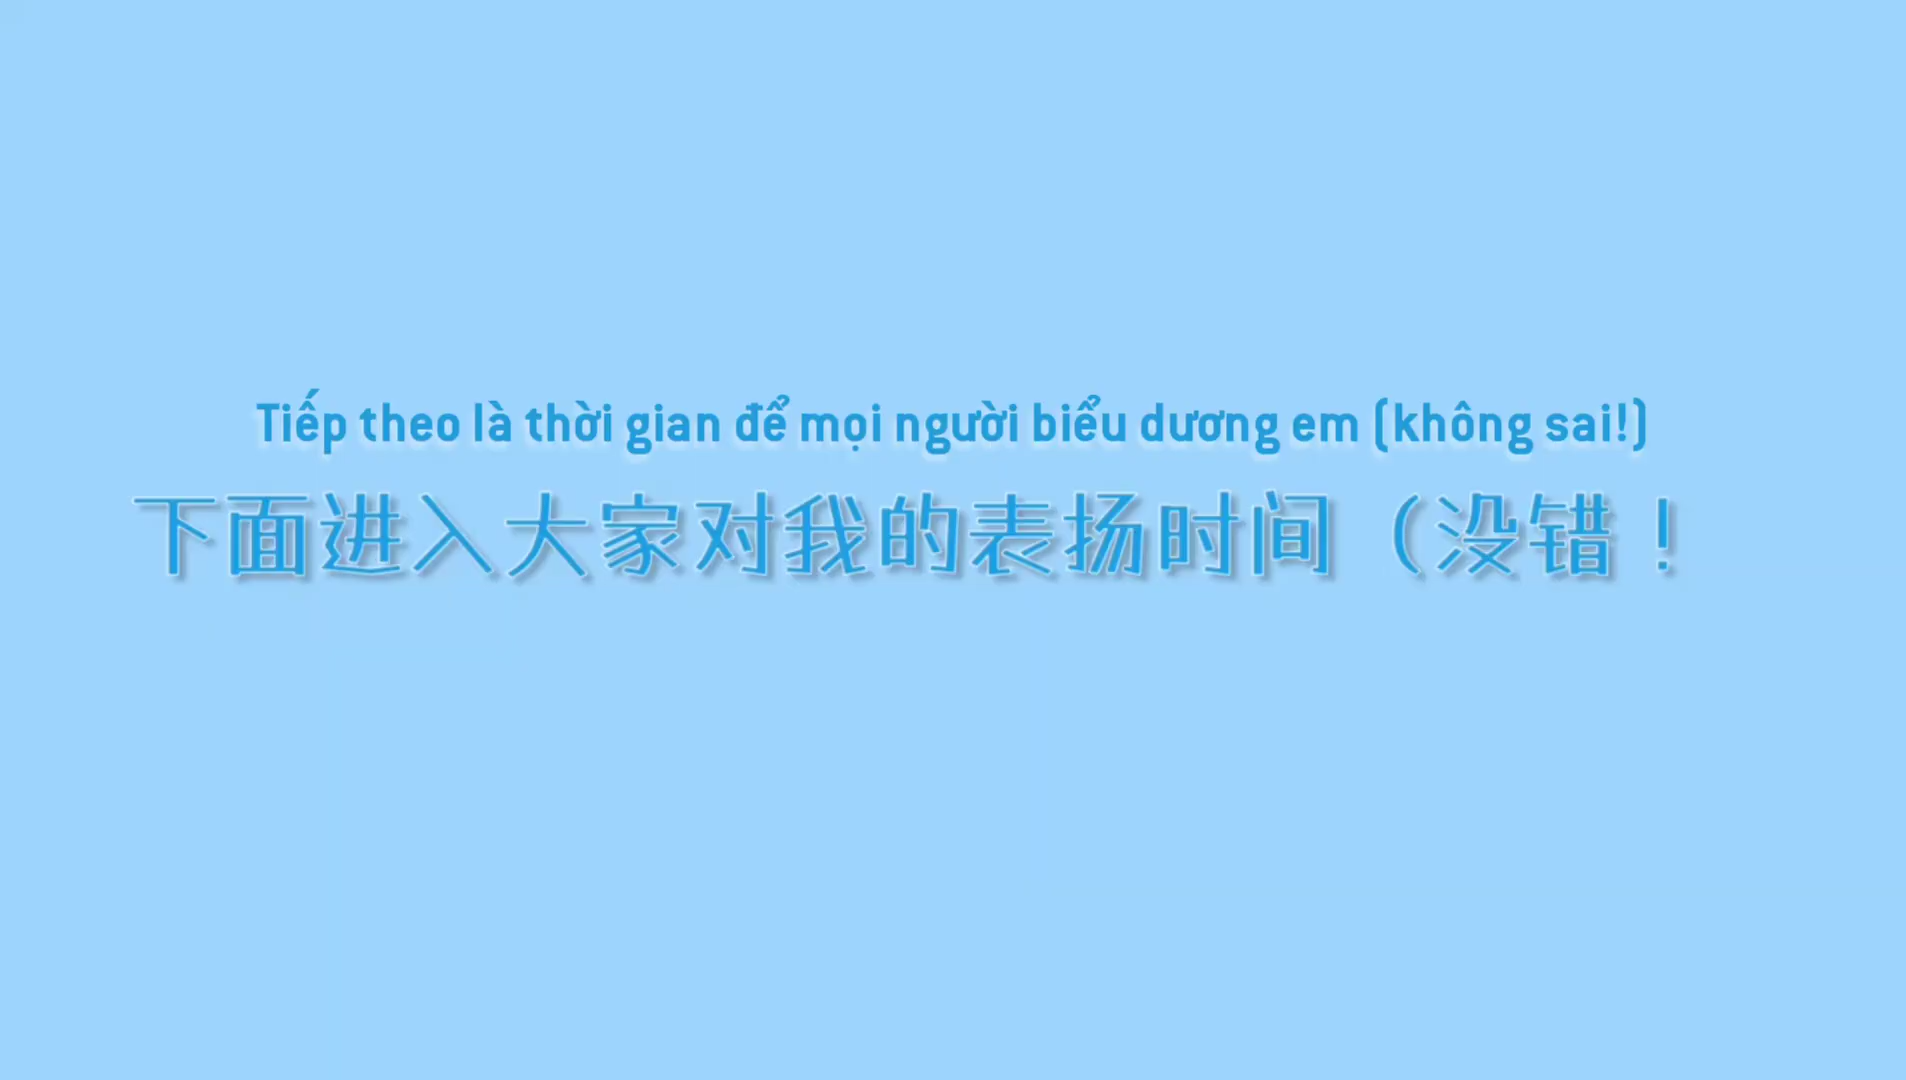 Tiếp theo là thời gian để mọi người biểu dương em (không sai!)
下面进入大家对我的表扬时间（没错！